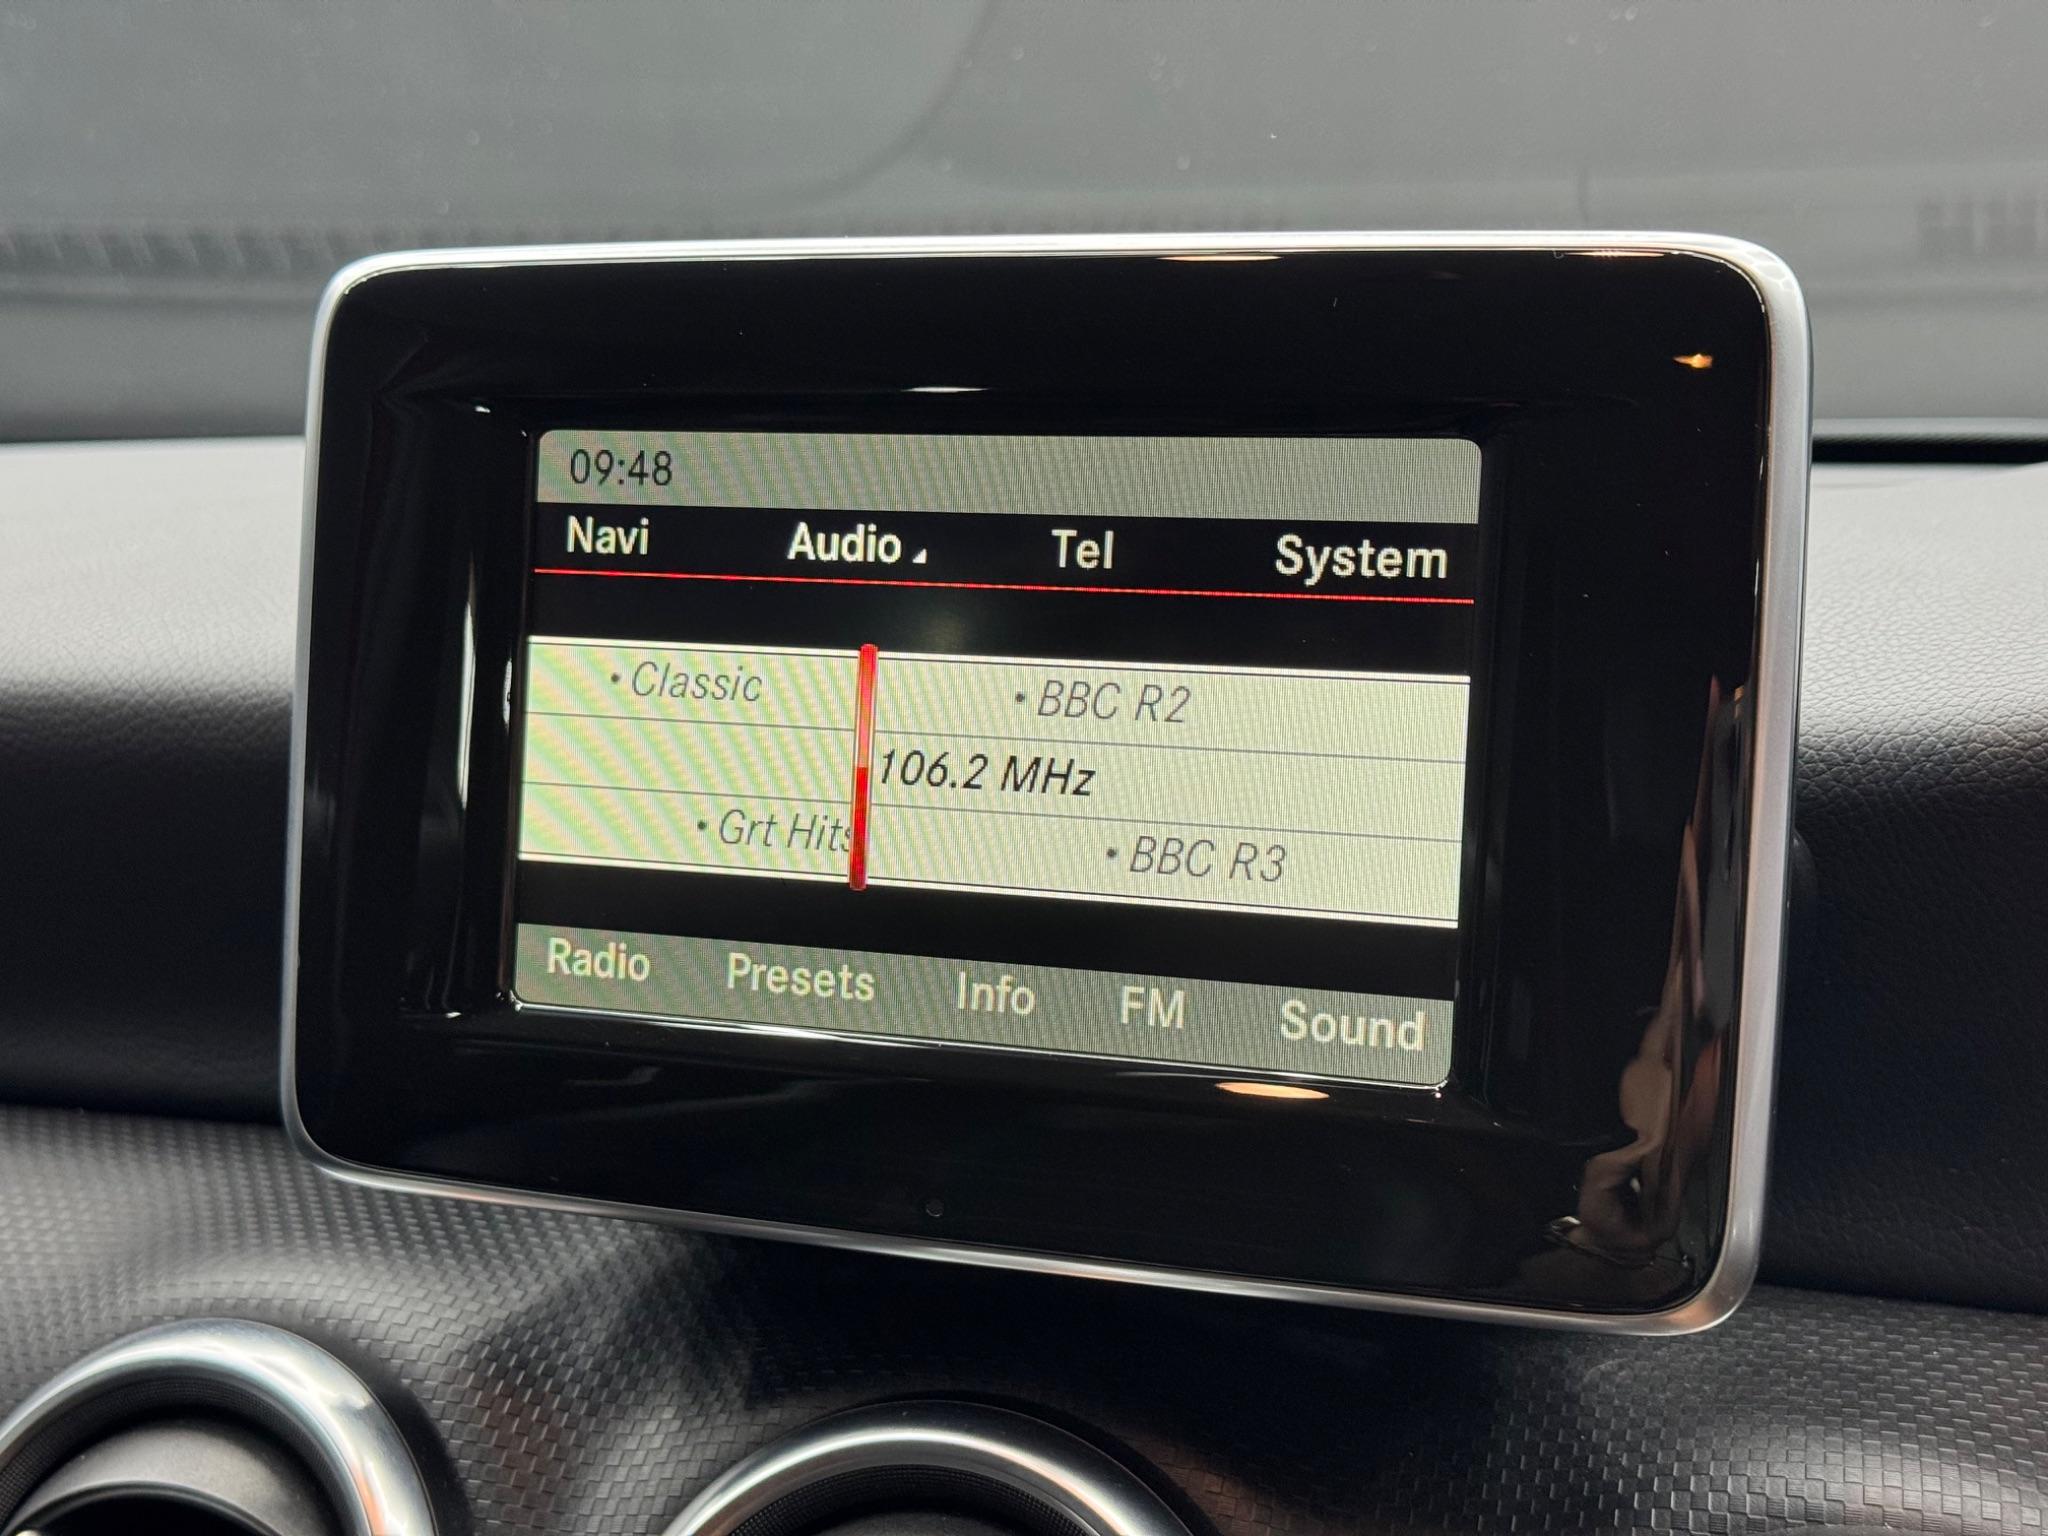 09:48
Navi Audio Tel System
• Classic • BBC R2
106.2 MHz
• Grt Hits • BBC R3
Radio Presets Info FM Sound